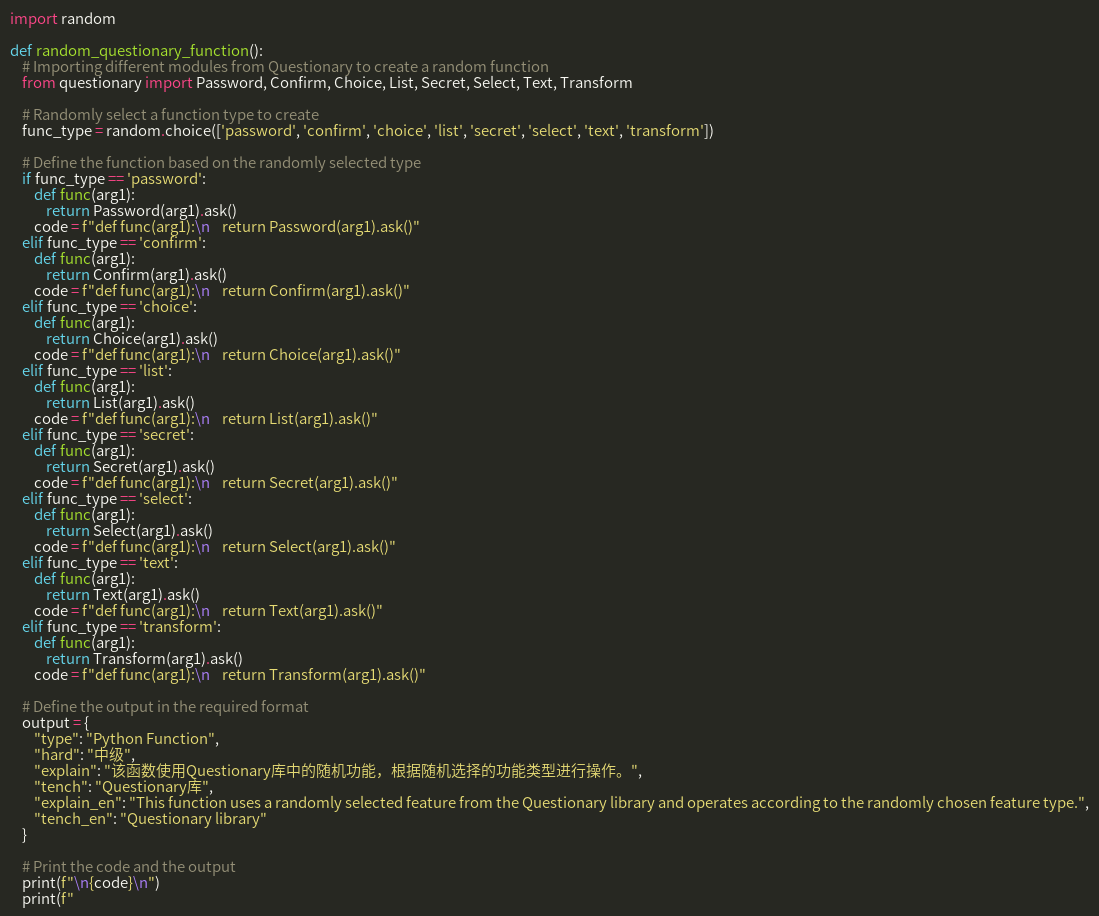 import random

def random_questionary_function():
    # Importing different modules from Questionary to create a random function
    from questionary import Password, Confirm, Choice, List, Secret, Select, Text, Transform

    # Randomly select a function type to create
    func_type = random.choice(['password', 'confirm', 'choice', 'list', 'secret', 'select', 'text', 'transform'])

    # Define the function based on the randomly selected type
    if func_type == 'password':
        def func(arg1):
            return Password(arg1).ask()
        code = f"def func(arg1):\n    return Password(arg1).ask()"
    elif func_type == 'confirm':
        def func(arg1):
            return Confirm(arg1).ask()
        code = f"def func(arg1):\n    return Confirm(arg1).ask()"
    elif func_type == 'choice':
        def func(arg1):
            return Choice(arg1).ask()
        code = f"def func(arg1):\n    return Choice(arg1).ask()"
    elif func_type == 'list':
        def func(arg1):
            return List(arg1).ask()
        code = f"def func(arg1):\n    return List(arg1).ask()"
    elif func_type == 'secret':
        def func(arg1):
            return Secret(arg1).ask()
        code = f"def func(arg1):\n    return Secret(arg1).ask()"
    elif func_type == 'select':
        def func(arg1):
            return Select(arg1).ask()
        code = f"def func(arg1):\n    return Select(arg1).ask()"
    elif func_type == 'text':
        def func(arg1):
            return Text(arg1).ask()
        code = f"def func(arg1):\n    return Text(arg1).ask()"
    elif func_type == 'transform':
        def func(arg1):
            return Transform(arg1).ask()
        code = f"def func(arg1):\n    return Transform(arg1).ask()"

    # Define the output in the required format
    output = {
        "type": "Python Function",
        "hard": "中级",
        "explain": "该函数使用Questionary库中的随机功能，根据随机选择的功能类型进行操作。",
        "tench": "Questionary库",
        "explain_en": "This function uses a randomly selected feature from the Questionary library and operates according to the randomly chosen feature type.",
        "tench_en": "Questionary library"
    }

    # Print the code and the output
    print(f"\n{code}\n")
    print(f"